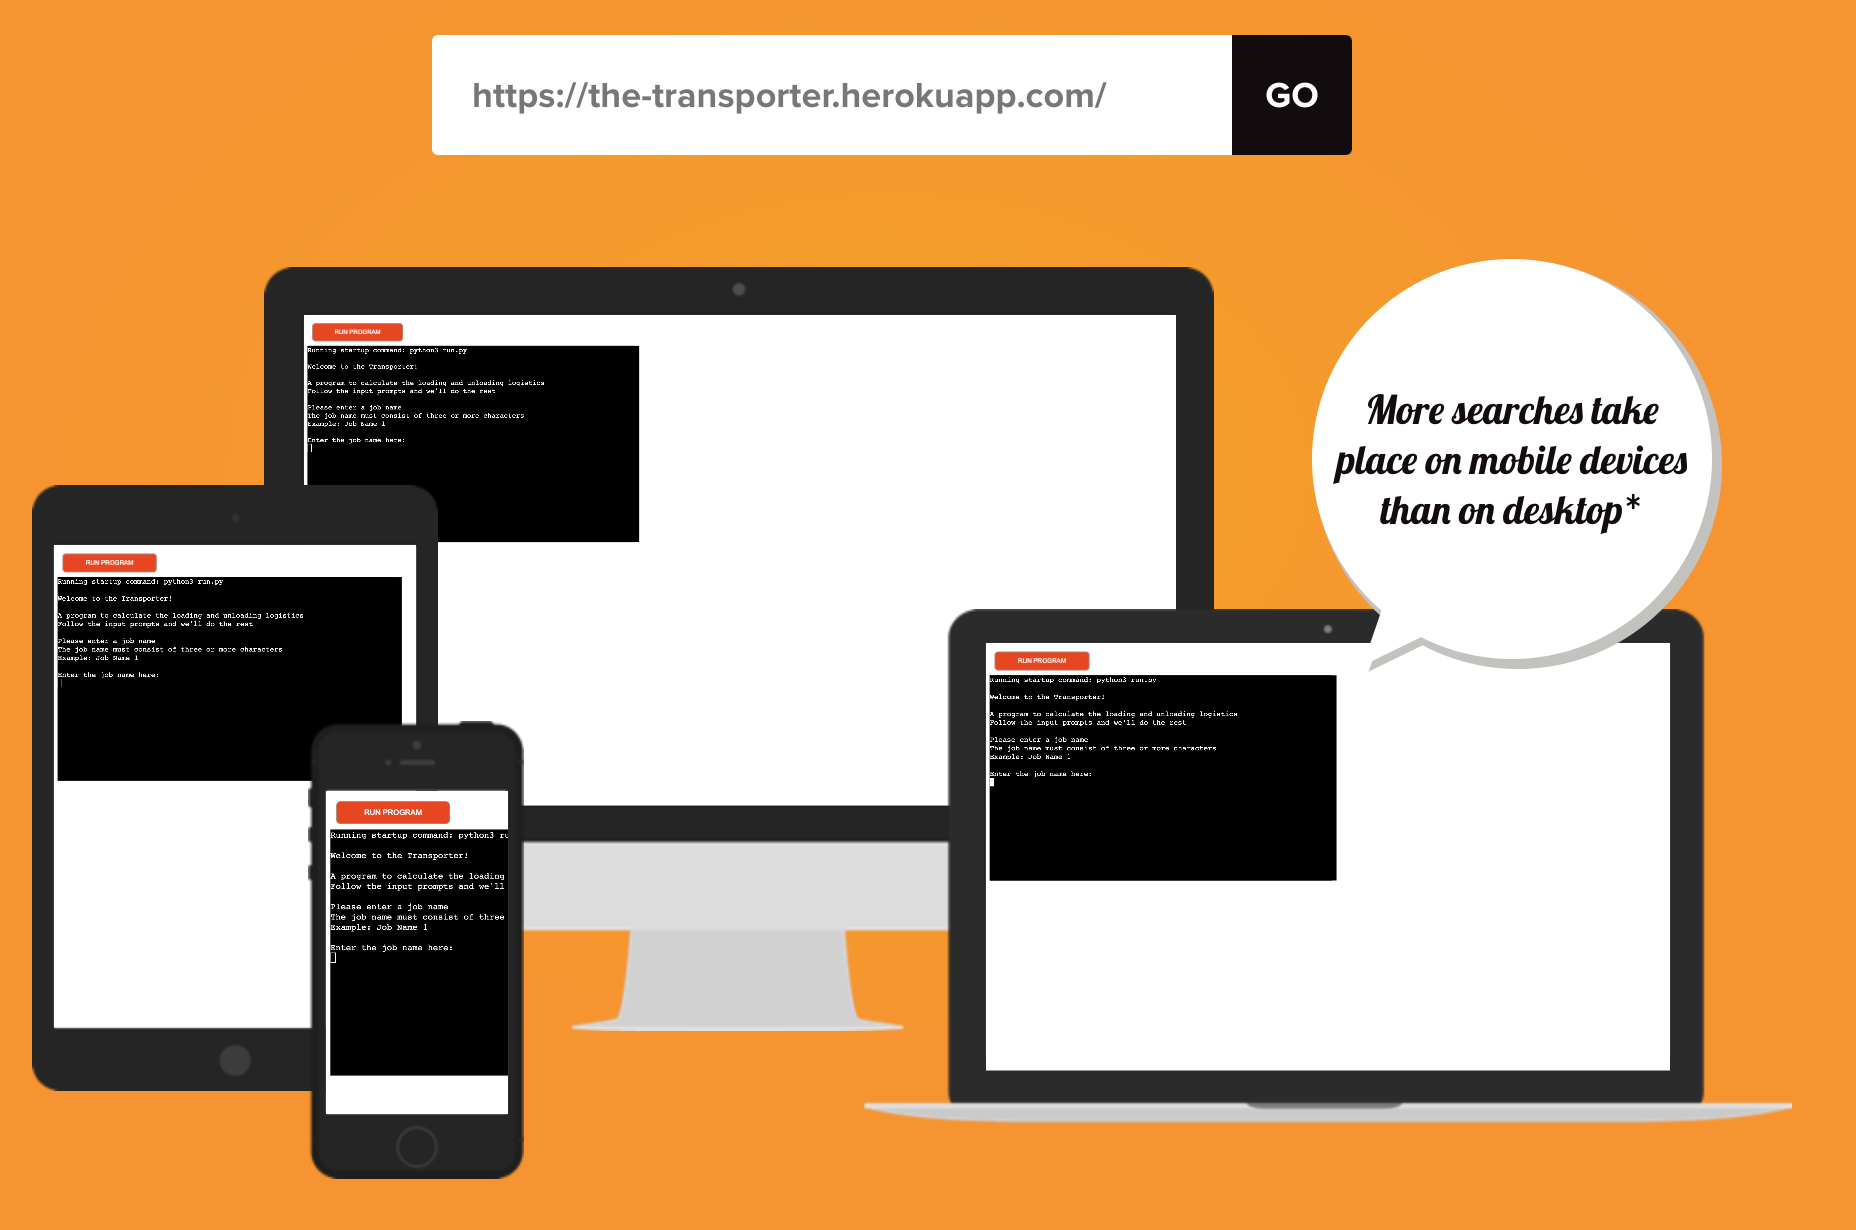 https://the-transporter.herokuapp.com/
GO
More searches take
place on mobile devices
than on desktop*
RUN PROGRAM
Running startup command: python3 run.py
Welcome to the Transporter!
A program to calculate the loading and unloading logistics
Follow the input prompts and we'll do the rest
Please enter a job name
The job name must consist of three or more characters
Example: Job Name 1
Enter the job name here:
RUN PROGRAM
Running startup command: python3 run.py
Welcome to the Transporter!
A program to calculate the loading and unloading logistics
Follow the input prompts and we'll do the rest
Please enter a job name
The job name must consist of three or more characters
Example: Job Name 1
Enter the job name here:
RUN PROGRAM
Running startup command: python3 ru
Welcome to the Transporter!
A program to calculate the loading
Follow the input prompts and we'll
Please enter a job name
The job name must consist of three
Example: Job Name 1
Enter the job name here:
RUN PROGRAM
Running startup command: python3 run.py
Welcome to the Transporter!
A program to calculate the loading and unloading logistics
Follow the input prompts and we'll do the rest
Please enter a job name
The job name must consist of three or more characters
Example: Job Name 1
Enter the job name here: